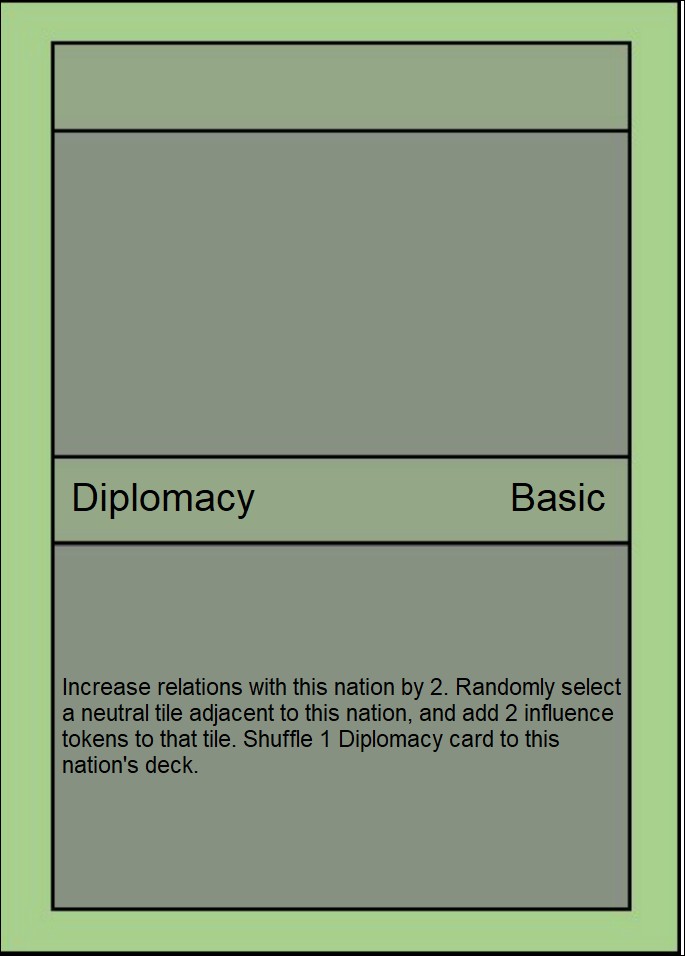 Diplomacy Basic
Increase relations with this nation by 2. Randomly select
a neutral tile adjacent to this nation, and add 2 influence
tokens to that tile. Shuffle 1 Diplomacy card to this
nation's deck.